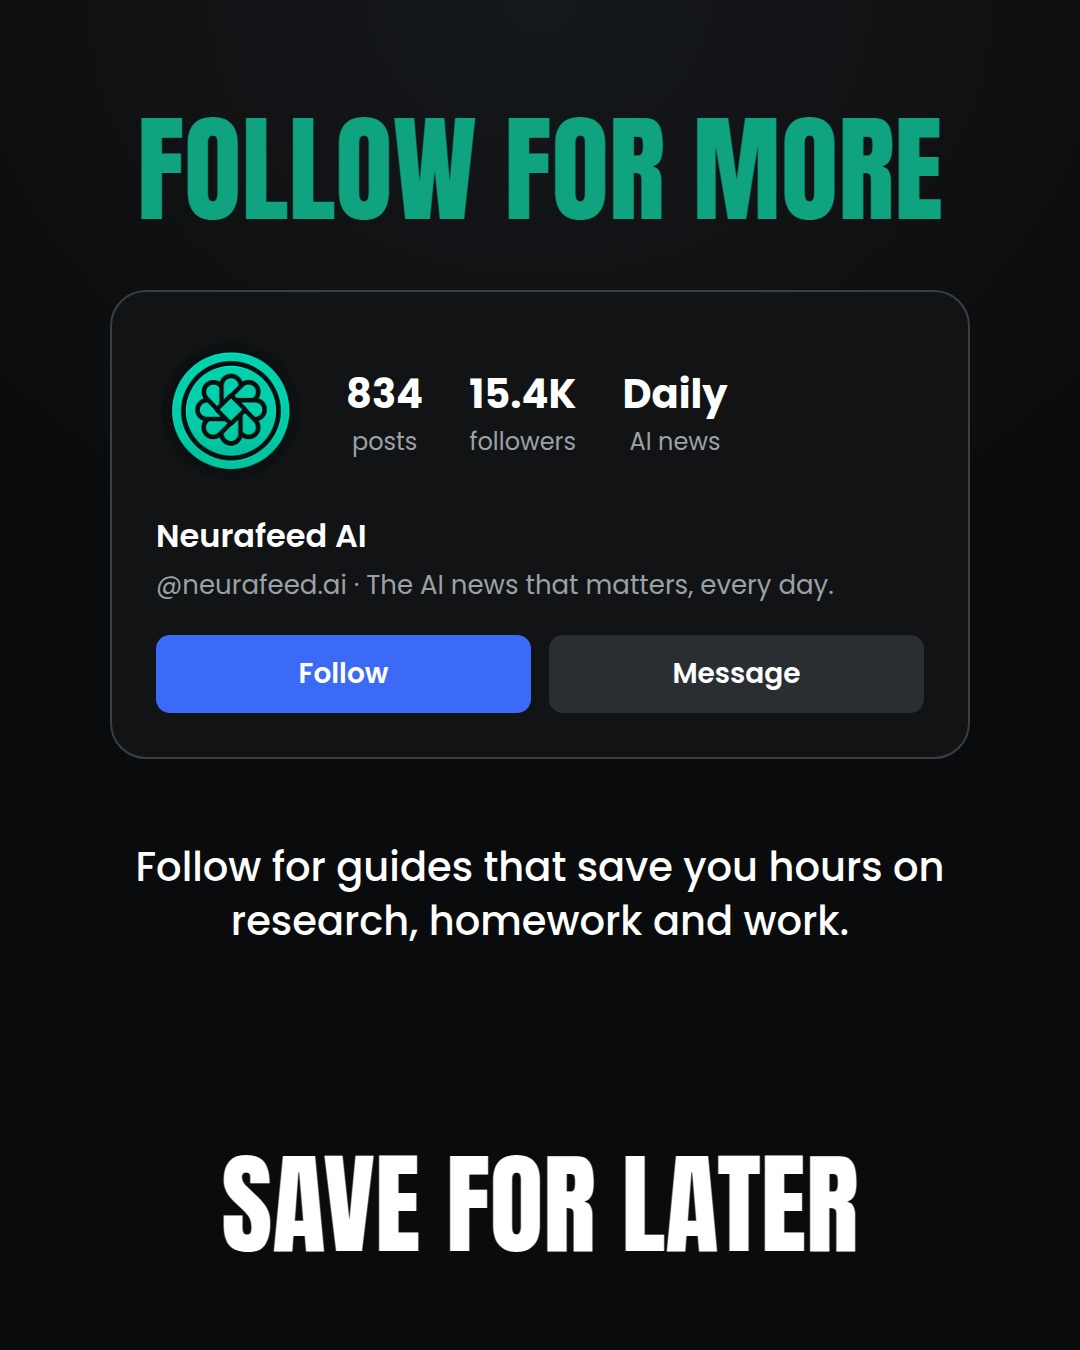 FOLLOW FOR MORE
834 15.4K Daily
posts followers AI news
Neurafeed AI
@neurafeed.ai · The AI news that matters, every day.
Follow Message
Follow for guides that save you hours on
research, homework and work.
SAVE FOR LATER